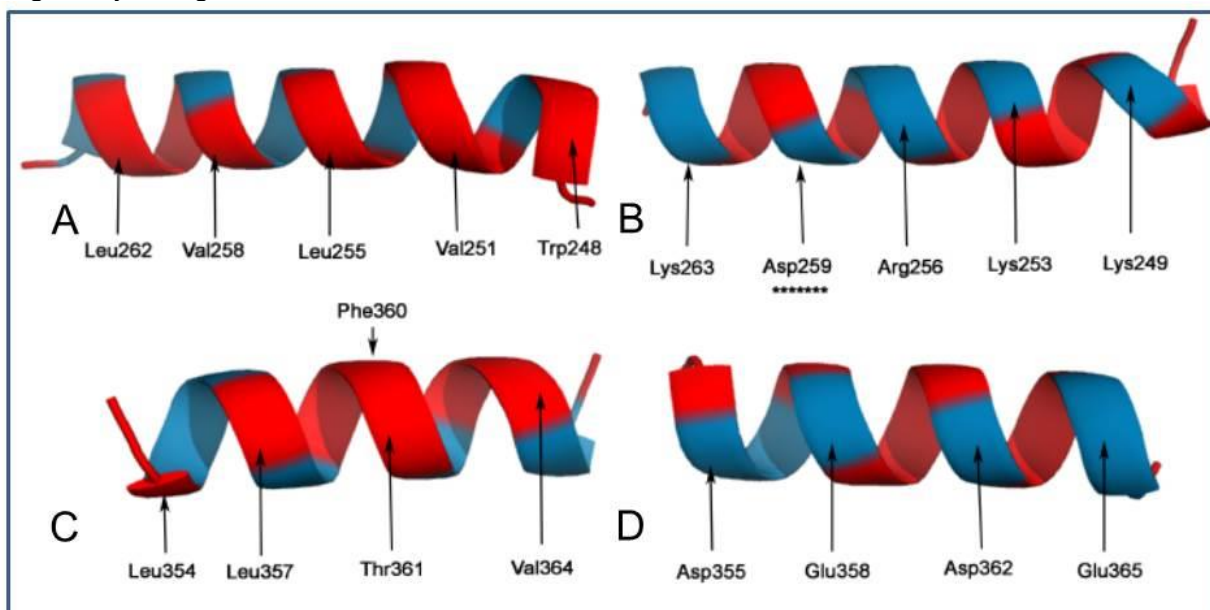 A
Leu262 Val258 Leu255 Val251 Trp248
B
Lys263 Asp259 Arg256 Lys253 Lys249
*******
Phe360
C
Leu354 Leu357 Thr361 Val364
D
Asp355 Glu358 Asp362 Glu365